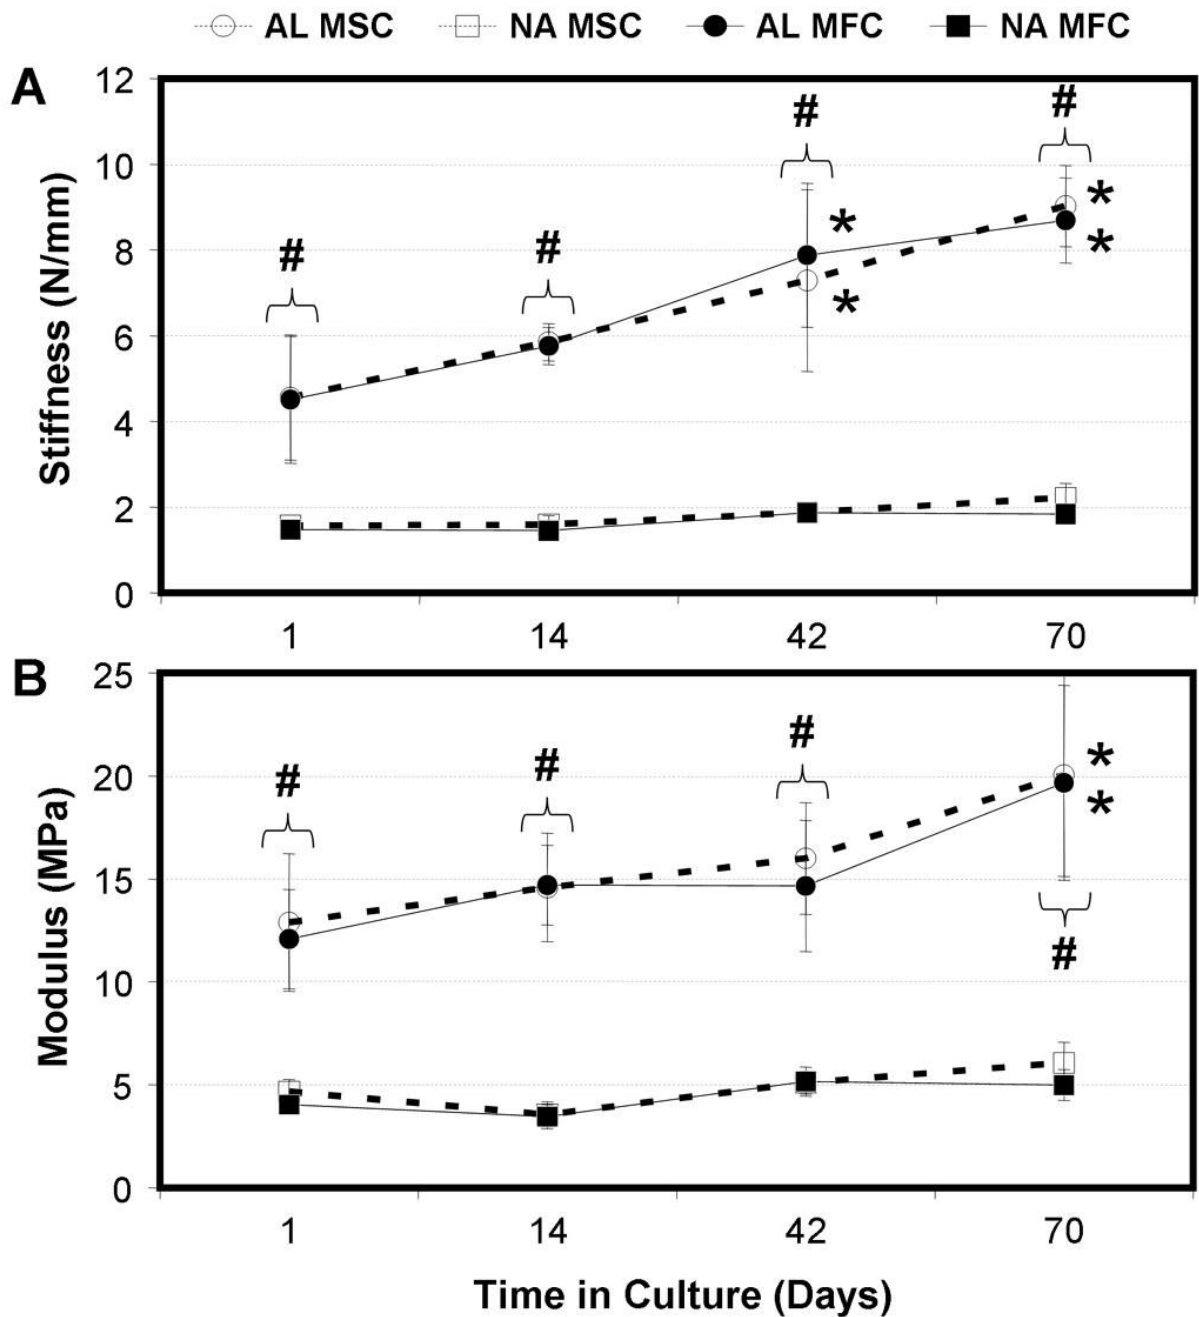 AL MSC NA MSC AL MFC NA MFC
A
Stiffness (N/mm)
12
10
8
6
4
2
0
# # # #
* *
* *
1 14 42 70
B
Modulus (MPa)
25
20
15
10
5
0
# # #
*
*
#
1 14 42 70
Time in Culture (Days)